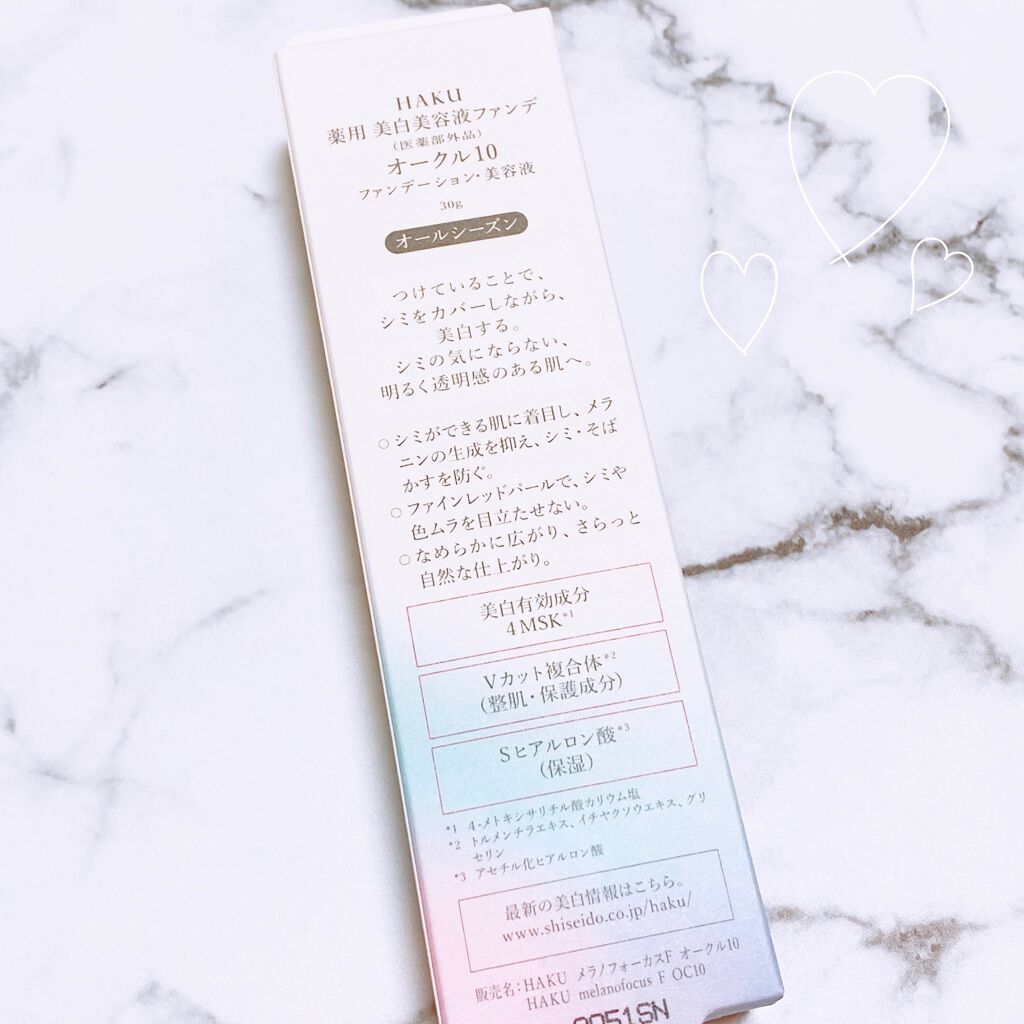 HAKU
薬用 美白美容液ファンデ
(医薬部外品)
オークル10
ファンデーション・美容液
30g
オールシーズン
つけていることで、
シミをカバーしながら、
美白する。
シミの気にならない、
明るく透明感のある肌へ。
○ シミができる肌に着目し、メラ
ニンの生成を抑え、シミ・そば
かすを防ぐ。
○ ファインレッドパールで、シミや
色ムラを目立たせない。
○ なめらかに広がり、さらっと
自然な仕上がり。
美白有効成分
4MSK*1
Vカット複合体*2
(整肌・保護成分)
Sヒアルロン酸*3
(保湿)
*1 4-メトキシサリチル酸カリウム塩
*2 トルメンチラエキス、イチヤクソウエキス、グリ
セリン
*3 アセチル化ヒアルロン酸
最新の美白情報はこちら。
www.shiseido.co.jp/haku/
販売名:HAKU メラノフォーカスF オークル10
HAKU melanofocus F OC10